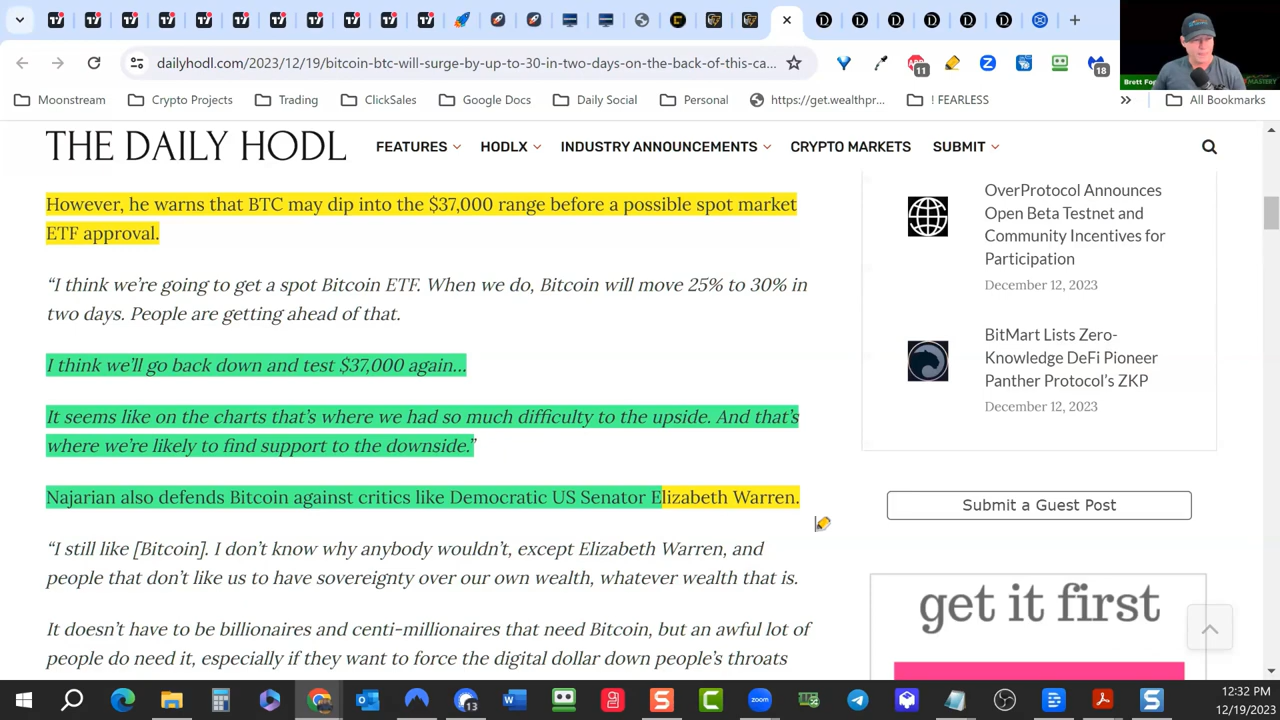 dailyhodl.com/2023/12/19/bitcoin-btc-will-surge-by-up-to-30-in-two-days-on-the-back-of-this-ca...
11
18
Moonstream
Crypto Projects
Trading
ClickSales
Google Docs
Daily Social
Personal
https://get.wealthpr...
! FEARLESS
All Bookmarks
THE DAILY HODL
FEATURES
HODLX
INDUSTRY ANNOUNCEMENTS
CRYPTO MARKETS
SUBMIT
However, he warns that BTC may dip into the $37,000 range before a possible spot market
ETF approval.
“I think we’re going to get a spot Bitcoin ETF. When we do, Bitcoin will move 25% to 30% in
two days. People are getting ahead of that.
I think we’ll go back down and test $37,000 again…
It seems like on the charts that’s where we had so much difficulty to the upside. And that’s
where we’re likely to find support to the downside.”
Najarian also defends Bitcoin against critics like Democratic US Senator Elizabeth Warren.
“I still like [Bitcoin]. I don’t know why anybody wouldn’t, except Elizabeth Warren, and
people that don’t like us to have sovereignty over our own wealth, whatever wealth that is.
It doesn’t have to be billionaires and centi-millionaires that need Bitcoin, but an awful lot of
people do need it, especially if they want to force the digital dollar down people’s throats
OverProtocol Announces
Open Beta Testnet and
Community Incentives for
Participation
December 12, 2023
BitMart Lists Zero-
Knowledge DeFi Pioneer
Panther Protocol’s ZKP
December 12, 2023
Submit a Guest Post
get it first
13
zoom
12:32 PM
12/19/2023